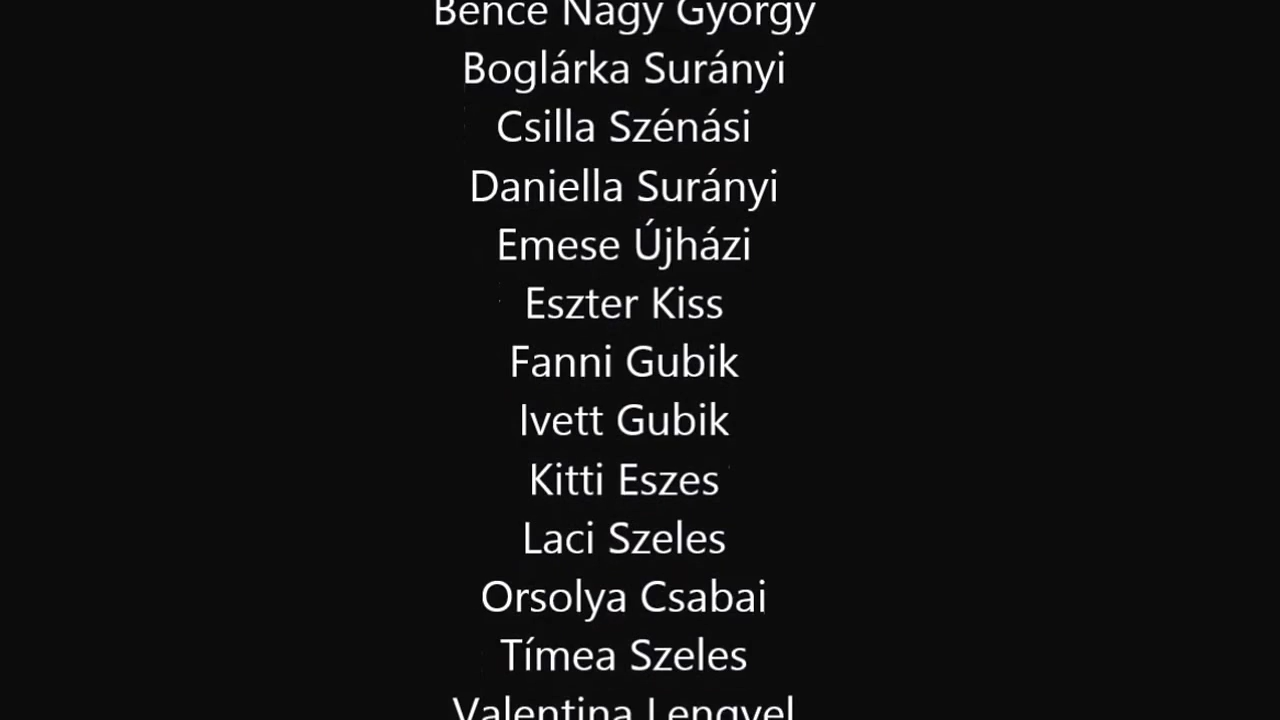 Bence Nagy György
Boglárka Surányi
Csilla Szénási
Daniella Surányi
Emese Újházi
Eszter Kiss
Fanni Gubik
Ivett Gubik
Kitti Eszes
Laci Szeles
Orsolya Csabai
Tímea Szeles
Valentina Lengyel